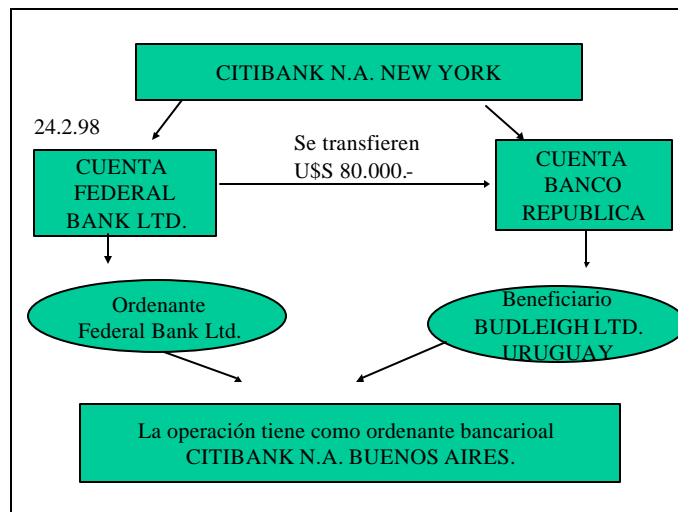 CITIBANK N.A. NEW YORK
24.2.98
Se transfieren
U$S 80.000.-
CUENTA
FEDERAL
BANK LTD.
CUENTA
BANCO
REPUBLICA
Ordenante
Federal Bank Ltd.
Beneficiario
BUDLEIGH LTD.
URUGUAY
La operación tiene como ordenante bancarioal
CITIBANK N.A. BUENOS AIRES.